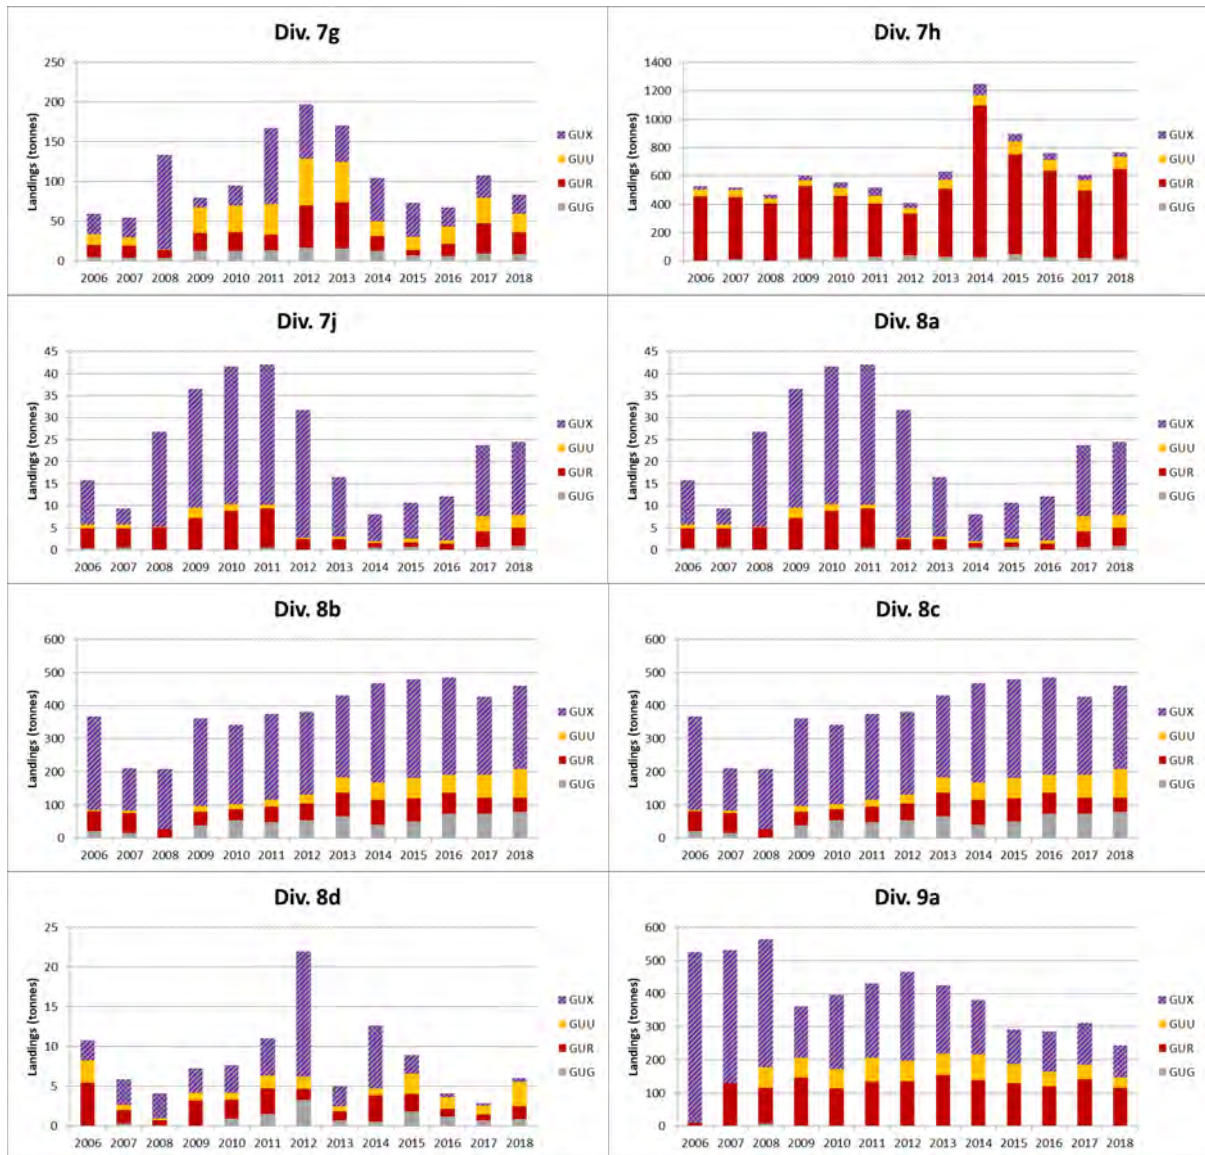 Div. 7g
Landings (tonnes)
250
200
150
100
50
0
2006 2007 2008 2009 2010 2011 2012 2013 2014 2015 2016 2017 2018
GUX
GUU
GUR
GUG
Div. 7h
Landings (tonnes)
1400
1200
1000
800
600
400
200
0
2006 2007 2008 2009 2010 2011 2012 2013 2014 2015 2016 2017 2018
GUX
GUU
GUR
GUG
Div. 7j
Landings (tonnes)
45
40
35
30
25
20
15
10
5
0
2006 2007 2008 2009 2010 2011 2012 2013 2014 2015 2016 2017 2018
GUX
GUU
GUR
GUG
Div. 8a
Landings (tonnes)
45
40
35
30
25
20
15
10
5
0
2006 2007 2008 2009 2010 2011 2012 2013 2014 2015 2016 2017 2018
GUX
GUU
GUR
GUG
Div. 8b
Landings (tonnes)
600
500
400
300
200
100
0
2006 2007 2008 2009 2010 2011 2012 2013 2014 2015 2016 2017 2018
GUX
GUU
GUR
GUG
Div. 8c
Landings (tonnes)
600
500
400
300
200
100
0
2006 2007 2008 2009 2010 2011 2012 2013 2014 2015 2016 2017 2018
GUX
GUU
GUR
GUG
Div. 8d
Landings (tonnes)
25
20
15
10
5
0
2006 2007 2008 2009 2010 2011 2012 2013 2014 2015 2016 2017 2018
GUX
GUU
GUR
GUG
Div. 9a
Landings (tonnes)
600
500
400
300
200
100
0
2006 2007 2008 2009 2010 2011 2012 2013 2014 2015 2016 2017 2018
GUX
GUU
GUR
GUG